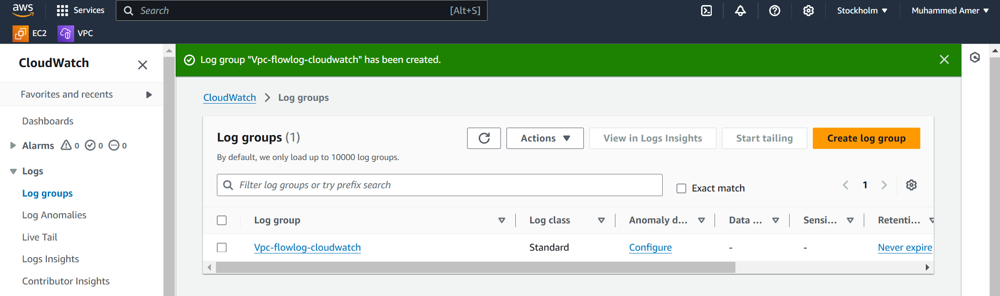 aws Services Search [Alt+S] Stockholm Muhammed Amer
EC2 VPC
CloudWatch
Favorites and recents
Dashboards
Alarms 0 0 0
Logs
Log groups
Log Anomalies
Live Tail
Logs Insights
Contributor Insights
Log group "Vpc-flowlog-cloudwatch" has been created.
CloudWatch Log groups
Log groups (1) Actions View in Logs Insights Start tailing Create log group
By default, we only load up to 10000 log groups.
Filter log groups or try prefix search Exact match 1
Log group Log class Anomaly d... Data ... Sensi... Retenti...
Vpc-flowlog-cloudwatch Standard Configure - - Never expire